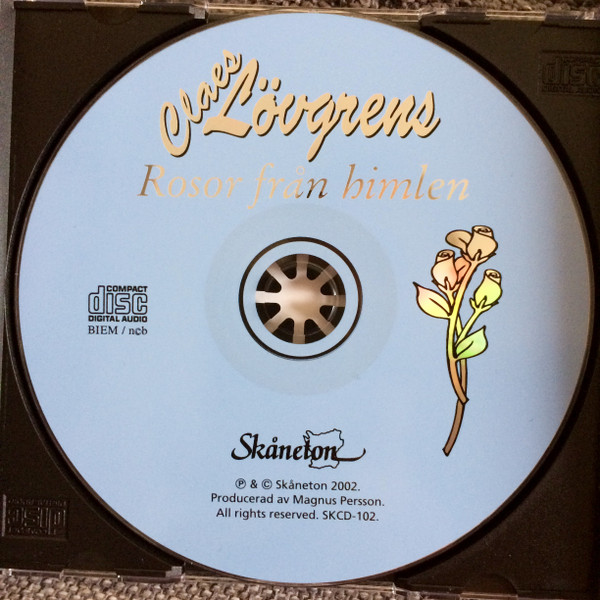 Claes
Lövgrens
Rosor från himlen
COMPACT
disc
DIGITAL AUDIO
BIEM / ncb
Skåneton
℗ & © Skåneton 2002.
Producerad av Magnus Persson.
All rights reserved. SKCD-102.
disc